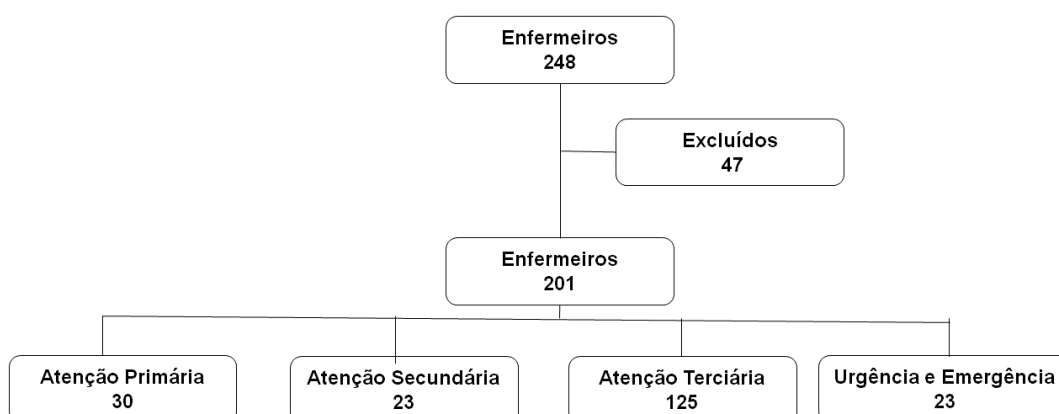 Enfermeiros
248
Excluídos
47
Enfermeiros
201
Atenção Primária
30
Atenção Secundária
23
Atenção Terciária
125
Urgência e Emergência
23